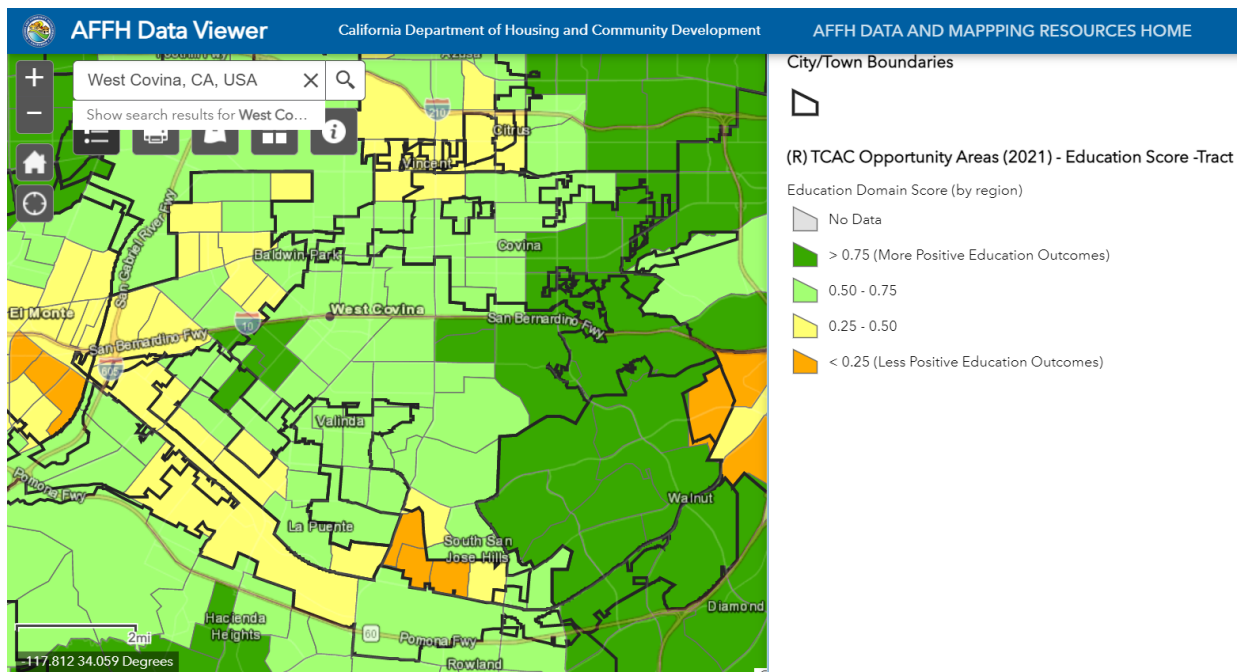 AFFH Data Viewer
California Department of Housing and Community Development
AFFH DATA AND MAPPPING RESOURCES HOME
+
West Covina, CA, USA
−
Show search results for West Co...
City/Town Boundaries
(R) TCAC Opportunity Areas (2021) - Education Score -Tract
Education Domain Score (by region)
No Data
> 0.75 (More Positive Education Outcomes)
0.50 - 0.75
0.25 - 0.50
< 0.25 (Less Positive Education Outcomes)
Azusa
210
Citrus
Vincent
San Gabriel River Fwy
Covina
Baldwin Park
El Monte
West Covina
10
San Bernardino Fwy
San Bernardino Fwy
605
Valinda
Pomona Fwy
Walnut
La Puente
South San
Jose Hills
Hacienda
Heights
Diamond
60
Pomona Fwy
Rowland
2mi
-117.812 34.059 Degrees